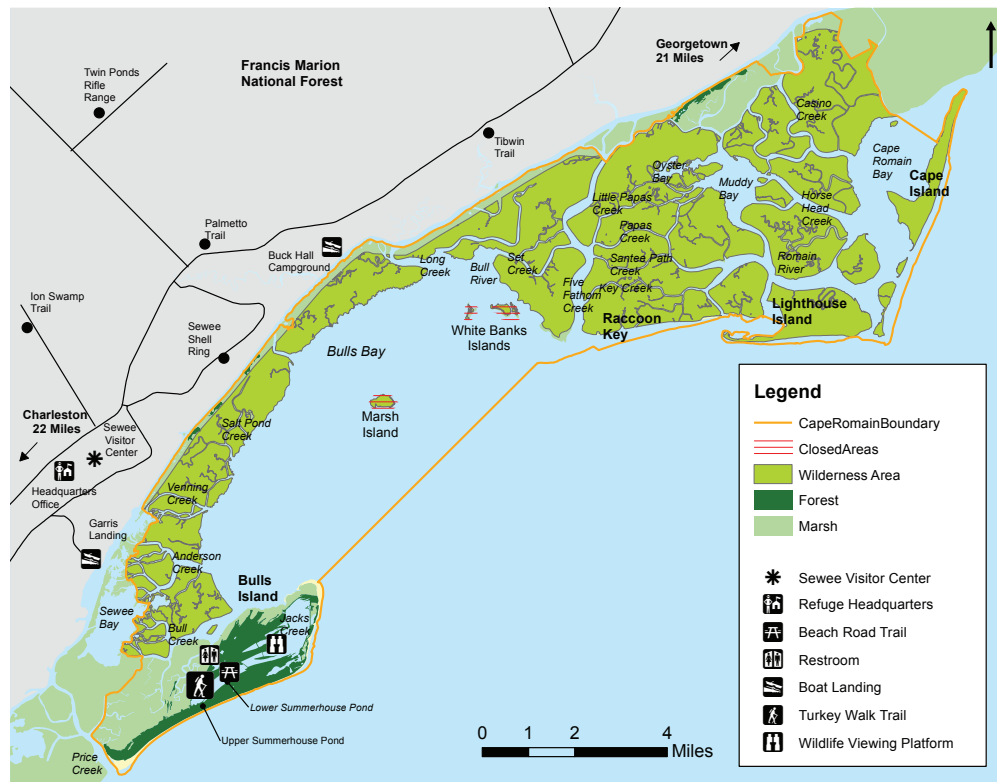 Georgetown
21 Miles
Francis Marion
National Forest
Twin Ponds
Rifle
Range
Casino
Creek
Tibwin
Trail
Cape
Romain
Bay
Oyster
Bay
Cape
Island
Muddy
Bay
Little Papas
Creek
Horse
Head
Creek
Palmetto
Trail
Papas
Creek
Buck Hall
Campground
Long
Creek
Bull
River
Set
Creek
Santee Path
Creek
Romain
River
Five
Fathom
Creek
Key Creek
Ion Swamp
Trail
Lighthouse
Island
Raccoon
Key
White Banks
Islands
Sewee
Shell
Ring
Bulls Bay
Charleston
22 Miles
Marsh
Island
Salt Pond
Creek
Sewee
Visitor
Center
Headquarters
Office
Venning
Creek
Garris
Landing
Anderson
Creek
Bulls
Island
Sewee
Bay
Bull
Creek
Jacks
Creek
Lower Summerhouse Pond
Upper Summerhouse Pond
Price
Creek
0 1 2 4
Miles
Legend
CapeRomainBoundary
ClosedAreas
Wilderness Area
Forest
Marsh
Sewee Visitor Center
Refuge Headquarters
Beach Road Trail
Restroom
Boat Landing
Turkey Walk Trail
Wildlife Viewing Platform